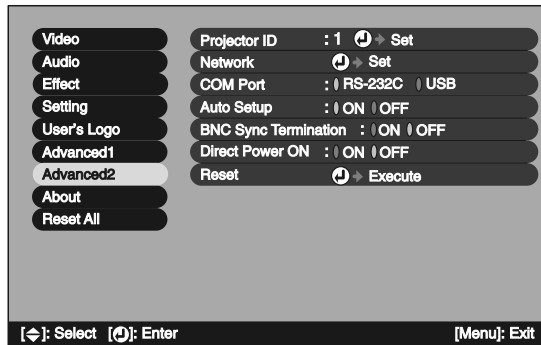 Video
Audio
Effect
Setting
User's Logo
Advanced1
Advanced2
About
Reset All
Projector ID : 1 Set
Network Set
COM Port : RS-232C USB
Auto Setup : ON OFF
BNC Sync Termination : ON OFF
Direct Power ON : ON OFF
Reset Execute
[ ]: Select [ ]: Enter [Menu]: Exit